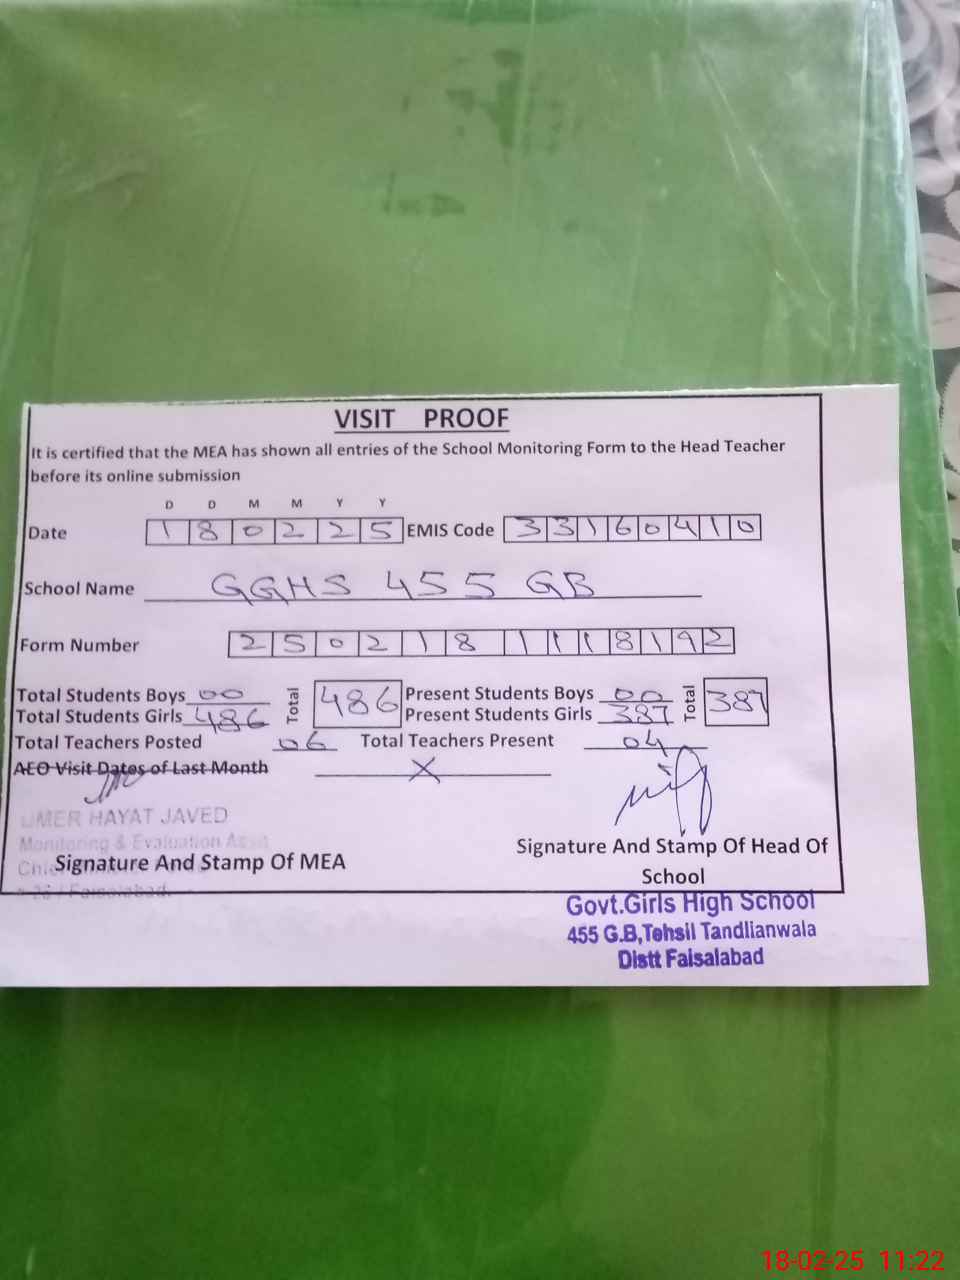 VISIT PROOF
It is certified that the MEA has shown all entries of the School Monitoring Form to the Head Teacher
before its online submission
D D M M Y Y
Date 1 8 0 2 2 5 EMIS Code 3 3 1 6 0 4 1 0
School Name GGHS 455 GB
Form Number 2 5 0 2 1 8 1 1 1 8 1 9 2
Total Students Boys 00 Total 486 Present Students Boys 00 Total 387
Total Students Girls 486 Present Students Girls 387
Total Teachers Posted 06 Total Teachers Present 04
AEO Visit Dates of Last Month X
UMER HAYAT JAVED
Monitoring & Evaluation
Signature And Stamp Of MEA
Signature And Stamp Of Head Of
School
Faisalabad.
Govt.Girls High School
455 G.B,Tehsil Tandlianwala
Distt Faisalabad
18-02-25 11:22